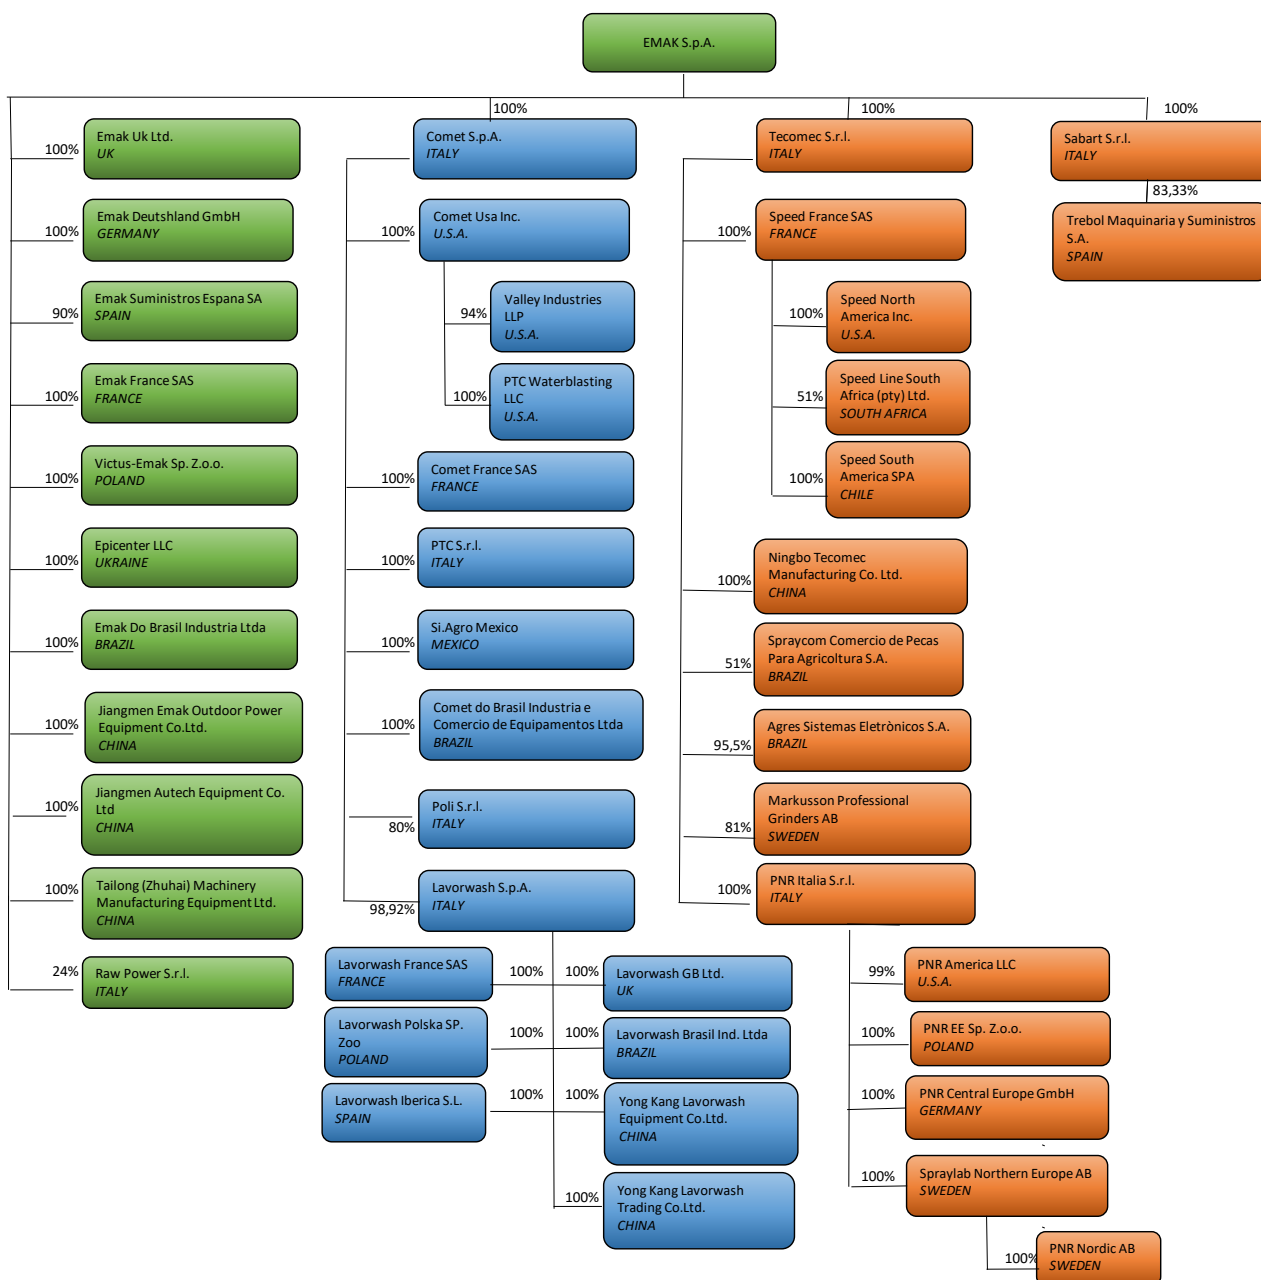 EMAK S.p.A.
100%
Emak Uk Ltd.
UK
100%
Emak Deutshland GmbH
GERMANY
90%
Emak Suministros Espana SA
SPAIN
100%
Emak France SAS
FRANCE
100%
Victus-Emak Sp. Z.o.o.
POLAND
100%
Epicenter LLC
UKRAINE
100%
Emak Do Brasil Industria Ltda
BRAZIL
100%
Jiangmen Emak Outdoor Power
Equipment Co.Ltd.
CHINA
100%
Jiangmen Autech Equipment Co.
Ltd
CHINA
100%
Tailong (Zhuhai) Machinery
Manufacturing Equipment Ltd.
CHINA
24%
Raw Power S.r.l.
ITALY
100%
Comet S.p.A.
ITALY
100%
Comet Usa Inc.
U.S.A.
94%
Valley Industries
LLP
U.S.A.
100%
PTC Waterblasting
LLC
U.S.A.
100%
Comet France SAS
FRANCE
100%
PTC S.r.l.
ITALY
100%
Si.Agro Mexico
MEXICO
100%
Comet do Brasil Industria e
Comercio de Equipamentos Ltda
BRAZIL
80%
Poli S.r.l.
ITALY
98,92%
Lavorwash S.p.A.
ITALY
Lavorwash France SAS
FRANCE
100%
100%
Lavorwash GB Ltd.
UK
Lavorwash Polska SP.
Zoo
POLAND
100%
100%
Lavorwash Brasil Ind. Ltda
BRAZIL
Lavorwash Iberica S.L.
SPAIN
100%
100%
Yong Kang Lavorwash
Equipment Co.Ltd.
CHINA
100%
Yong Kang Lavorwash
Trading Co.Ltd.
CHINA
100%
Tecomec S.r.l.
ITALY
100%
Speed France SAS
FRANCE
100%
Speed North
America Inc.
U.S.A.
51%
Speed Line South
Africa (pty) Ltd.
SOUTH AFRICA
100%
Speed South
America SPA
CHILE
100%
Ningbo Tecomec
Manufacturing Co. Ltd.
CHINA
51%
Spraycom Comercio de Pecas
Para Agricoltura S.A.
BRAZIL
95,5%
Agres Sistemas Eletrònicos S.A.
BRAZIL
81%
Markusson Professional
Grinders AB
SWEDEN
100%
PNR Italia S.r.l.
ITALY
99%
PNR America LLC
U.S.A.
100%
PNR EE Sp. Z.o.o.
POLAND
100%
PNR Central Europe GmbH
GERMANY
100%
Spraylab Northern Europe AB
SWEDEN
100%
PNR Nordic AB
SWEDEN
100%
Sabart S.r.l.
ITALY
83,33%
Trebol Maquinaria y Suministros
S.A.
SPAIN